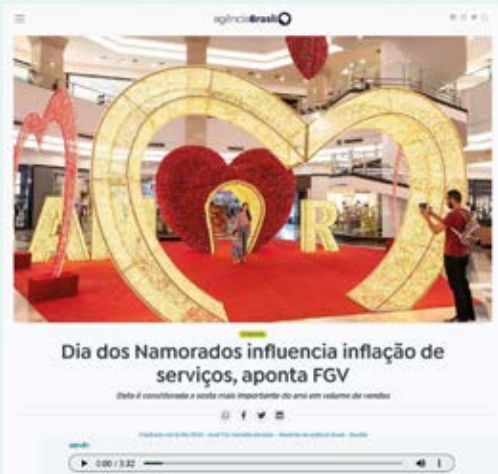 agênciaBrasil
AMOR
Dia dos Namorados influencia inflação de
serviços, aponta FGV
Data é considerada a sexta mais importante do ano em volume de vendas
0:00 / 3:32